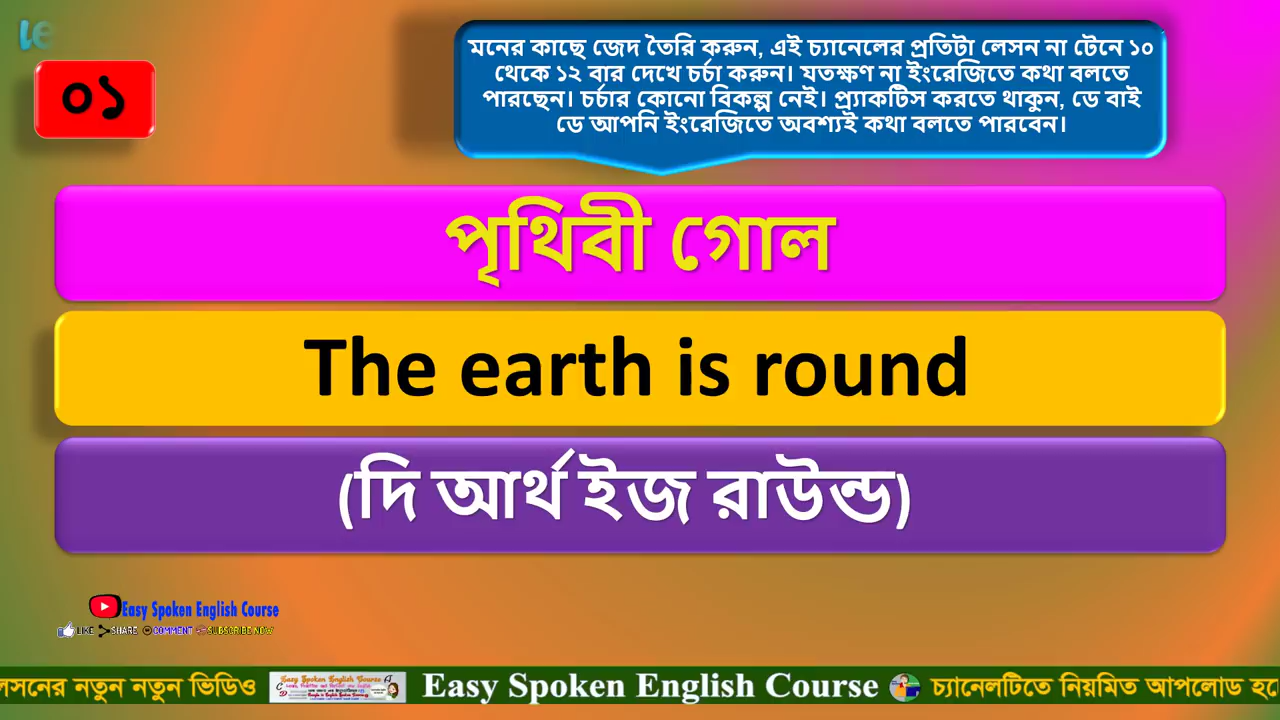 le
০১
মনের কাছে জেদ তৈরি করুন, এই চ্যানেলের প্রতিটা লেসন না টেনে ১০
থেকে ১২ বার দেখে চর্চা করুন। যতক্ষণ না ইংরেজিতে কথা বলতে
পারছেন। চর্চার কোনো বিকল্প নেই। প্র্যাকটিস করতে থাকুন, ডে বাই
ডে আপনি ইংরেজিতে অবশ্যই কথা বলতে পারবেন।
পৃথিবী গোল
The earth is round
(দি আর্থ ইজ রাউন্ড)
Easy Spoken English Course
LIKE SHARE COMMENT SUBSCRIBE NOW
লেসনের নতুন নতুন ভিডিও Easy Spoken English Course চ্যানেলটিতে নিয়মিত আপলোড